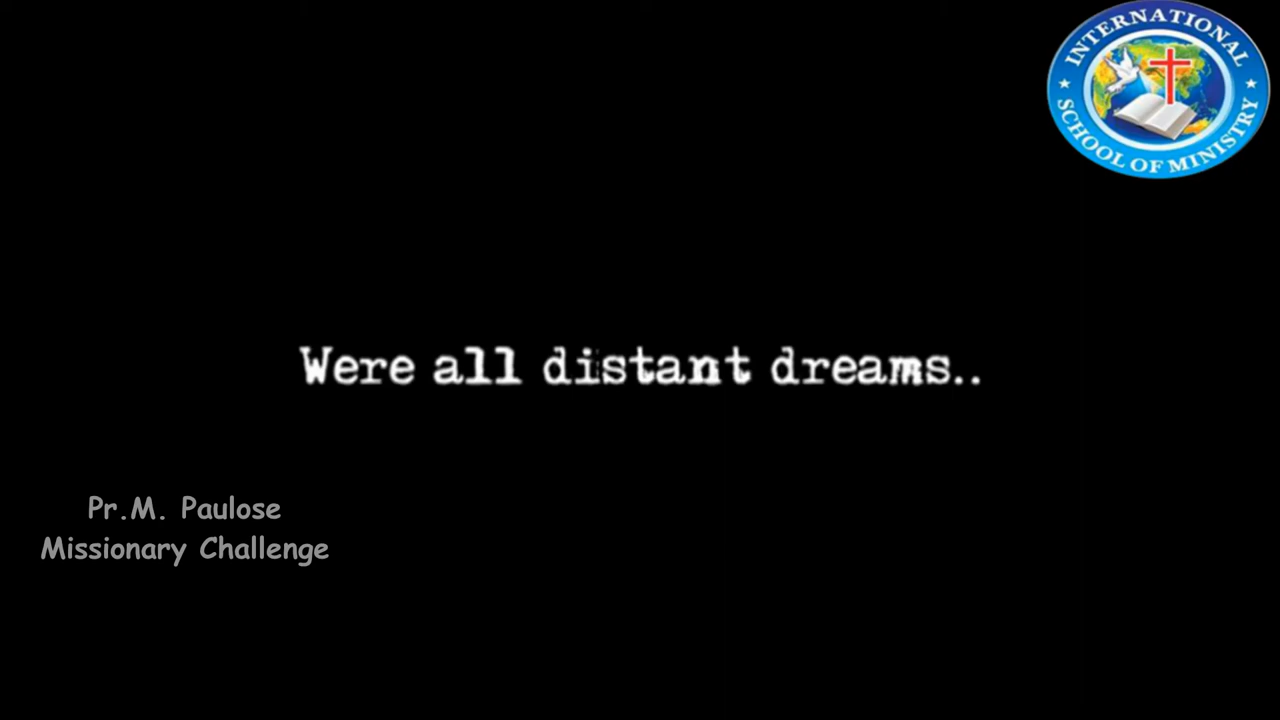 INTERNATIONAL
SCHOOL OF MINISTRY
Were all distant dreams..
Pr.M. Paulose
Missionary Challenge